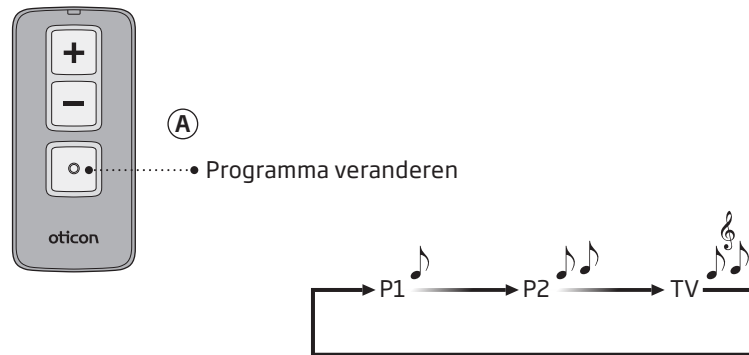 +
−
A
Programma veranderen
oticon
P1 P2 TV